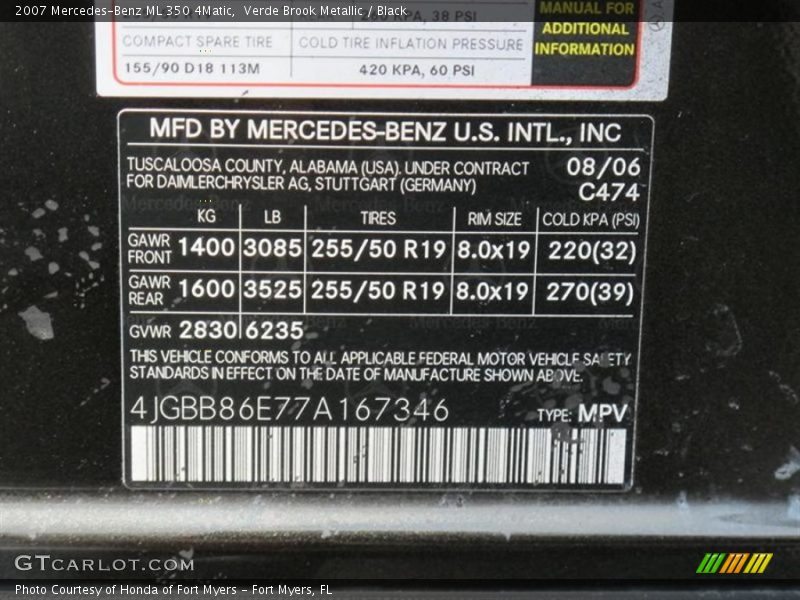 2007 Mercedes-Benz ML 350 4Matic,  Verde Brook Metallic / Black
KPA, 38 PSI
MANUAL FOR
ADDITIONAL
INFORMATION
COMPACT SPARE TIRE COLD TIRE INFLATION PRESSURE
155/90 D18 113M 420 KPA, 60 PSI
MFD BY MERCEDES-BENZ U.S. INTL., INC
TUSCALOOSA COUNTY, ALABAMA (USA). UNDER CONTRACT 08/06
FOR DAIMLERCHRYSLER AG, STUTTGART (GERMANY) C474
KG LB TIRES RIM SIZE COLD KPA (PSI)
GAWR FRONT 1400 3085 255/50 R19 8.0x19 220(32)
GAWR REAR 1600 3525 255/50 R19 8.0x19 270(39)
GVWR 2830 6235
THIS VEHICLE CONFORMS TO ALL APPLICABLE FEDERAL MOTOR VEHICLE SAFETY
STANDARDS IN EFFECT ON THE DATE OF MANUFACTURE SHOWN ABOVE.
4JGBB86E77A167346 TYPE: MPV
GTCARLOT.COM
Photo Courtesy of Honda of Fort Myers - Fort Myers, FL